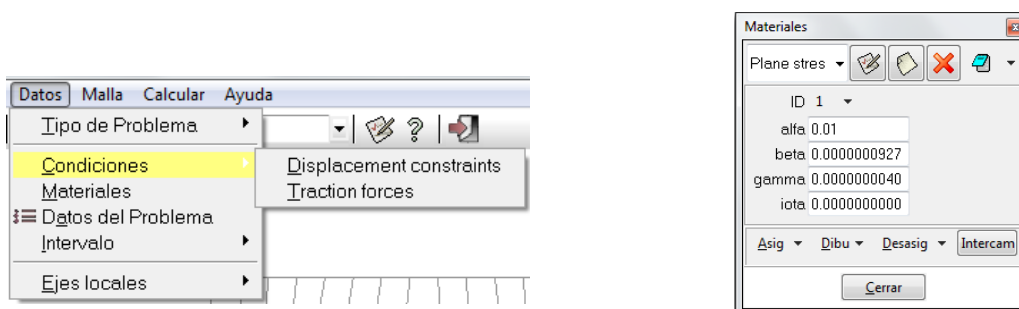 Datos Malla Calcular Ayuda
Tipo de Problema
Condiciones
Materiales
Datos del Problema
Intervalo
Ejes locales
Displacement constraints
Traction forces
Materiales
Plane stres
ID 1
alfa 0.01
beta 0.0000000927
gamma 0.0000000040
iota 0.0000000000
Asig Dibu Desasig Intercam
Cerrar